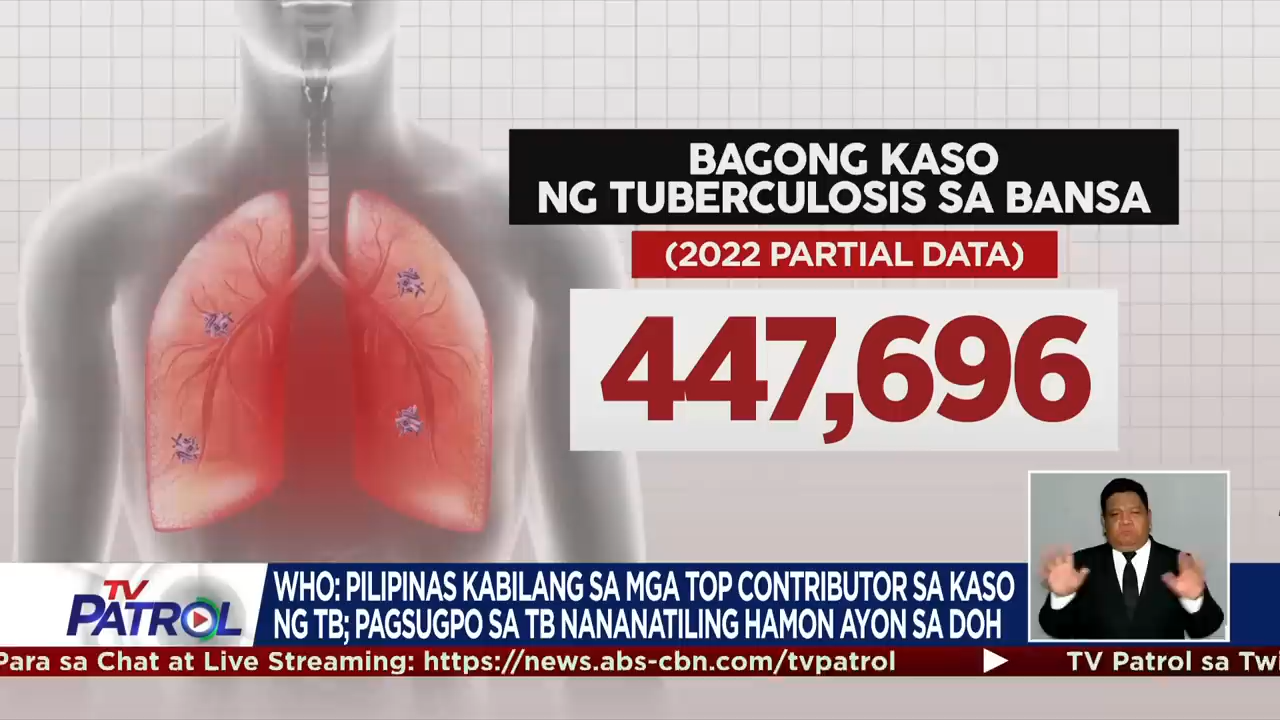 BAGONG KASO
NG TUBERCULOSIS SA BANSA
(2022 PARTIAL DATA)
447,696
TV
PATROL
WHO: PILIPINAS KABILANG SA MGA TOP CONTRIBUTOR SA KASO
NG TB; PAGSUGPO SA TB NANANATILING HAMON AYON SA DOH
Para sa Chat at Live Streaming: https://news.abs-cbn.com/tvpatrol TV Patrol sa Twi